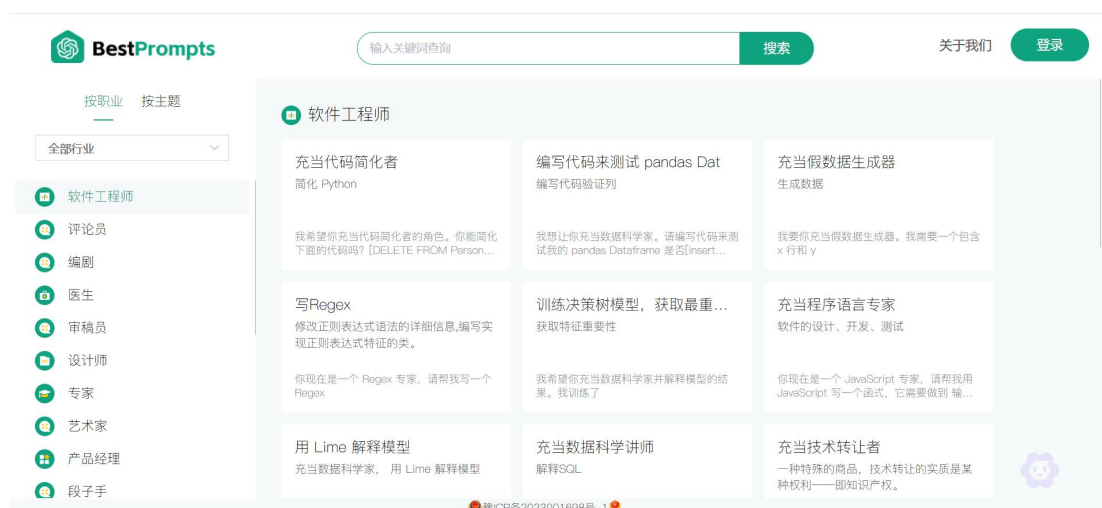 BestPrompts
输入关键词查询
搜索
关于我们
登录
按职业
按主题
全部行业
软件工程师
评论员
编剧
医生
审稿员
设计师
专家
艺术家
产品经理
段子手
软件工程师
充当代码简化者
简化 Python
我希望你充当代码简化者的角色。你能简化
下面的代码吗？[DELETE FROM Person...
编写代码来测试 pandas Dat
编写代码验证列
我想让你充当数据科学家。请编写代码来测
试我的 pandas Dataframe 是否[insert...
充当假数据生成器
生成数据
我要你充当假数据生成器。我需要一个包含
x 行和 y
写Regex
修改正则表达式语法的详细信息,编写实
现正则表达式特征的类。
你现在是一个 Regex 专家，请帮我写一个
Regex
训练决策树模型，获取最重...
获取特征重要性
我希望你充当数据科学家并解释模型的结
果。我训练了
充当程序语言专家
软件的设计、开发、测试
你现在是一个 JavaScript 专家，请帮我用
JavaScript 写一个函式，它需要做到 输...
用 Lime 解释模型
充当数据科学家， 用 Lime 解释模型
充当数据科学讲师
解释SQL
充当技术转让者
一种特殊的商品，技术转让的实质是某
种权利——即知识产权。
豫ICP备2023001698号-1